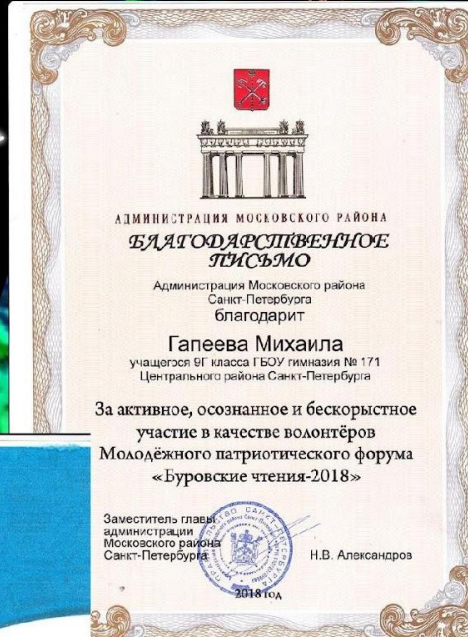 АДМИНИСТРАЦИЯ МОСКОВСКОГО РАЙОНА
БЛАГОДАРСТВЕННОЕ
ПИСЬМО
Администрация Московского района
Санкт-Петербурга
благодарит
Гапеева Михаила
учащегося 9Г класса ГБОУ гимназия № 171
Центрального района Санкт-Петербурга
За активное, осознанное и бескорыстное
участие в качестве волонтёров
Молодёжного патриотического форума
«Буровские чтения-2018»
Заместитель главы
администрации
Московского района
Санкт-Петербурга
Н.В. Александров
2018 год